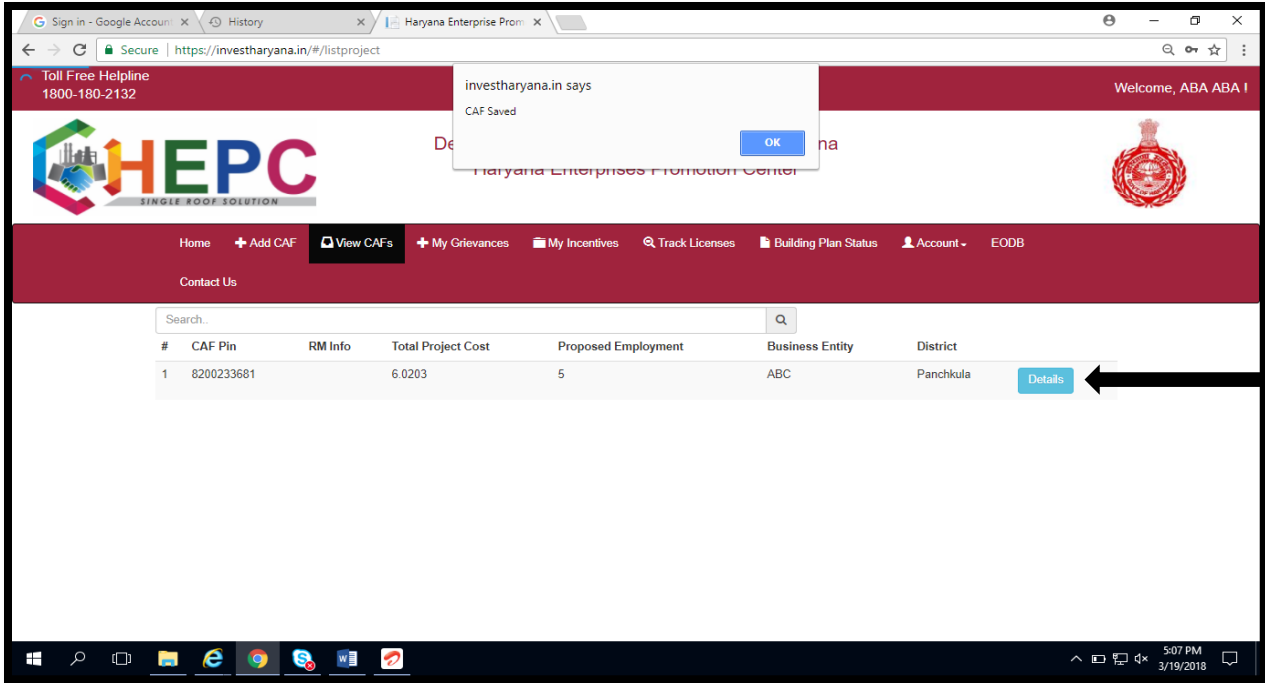 Sign in - Google Accoun
History
Haryana Enterprise Prom
Secure
https://investharyana.in/#/listproject
Toll Free Helpline
1800-180-2132
investharyana.in says
CAF Saved
OK
Welcome, ABA ABA !
HEPC
SINGLE ROOF SOLUTION
De
na
Haryana Enterprises Promotion Center
Home
Add CAF
View CAFs
My Grievances
My Incentives
Track Licenses
Building Plan Status
Account
EODB
Contact Us
Search..
# CAF Pin RM Info Total Project Cost Proposed Employment Business Entity District
1 8200233681 6.0203 5 ABC Panchkula Details
5:07 PM
3/19/2018